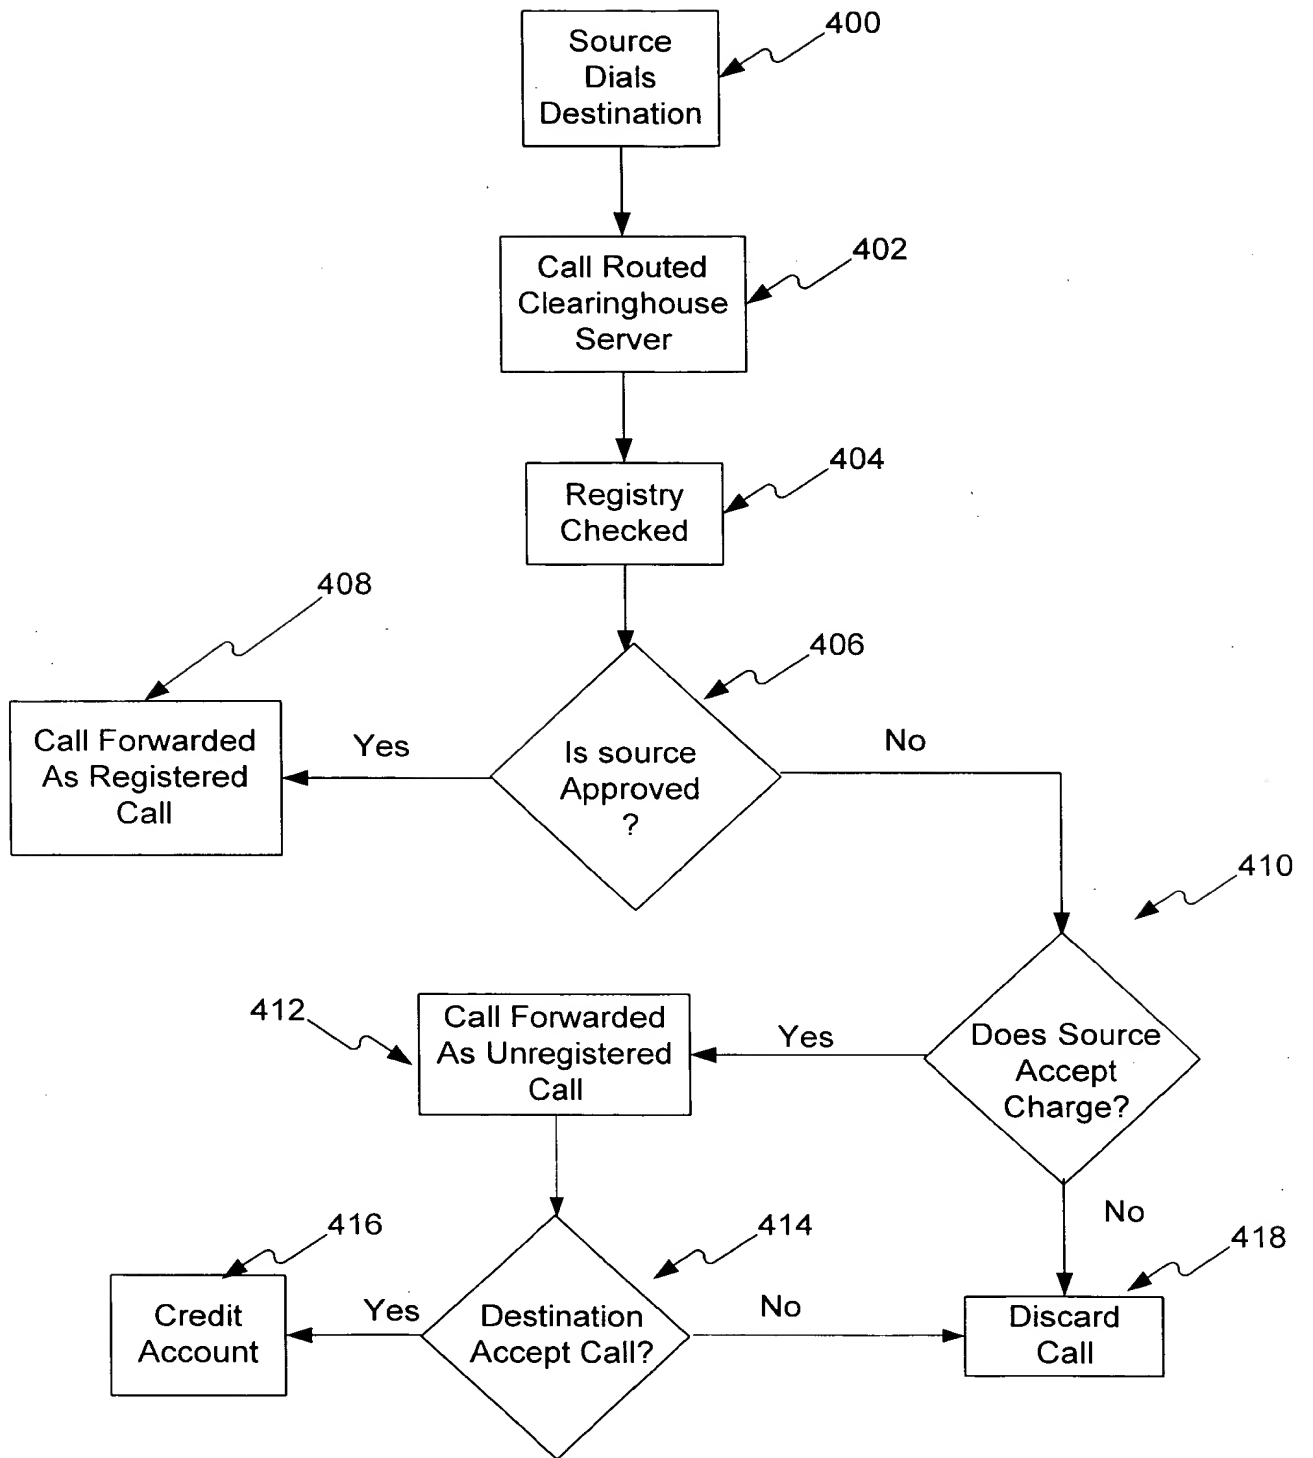 400
Source
Dials
Destination
402
Call Routed
Clearinghouse
Server
404
Registry
Checked
408
406
Call Forwarded
As Registered
Call
Yes
Is source
Approved
?
No
410
412
Call Forwarded
As Unregistered
Call
Yes
Does Source
Accept
Charge?
No
416
414
418
Credit
Account
Yes
Destination
Accept Call?
No
Discard
Call